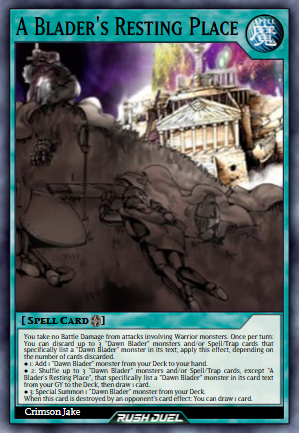 A Blader's Resting Place
SPELL
[ Spell Card ]
You take no Battle Damage from attacks involving Warrior monsters. Once per turn:
You can discard up to 3 "Dawn Blader" monsters and/or Spell/Trap cards that
specifically list a "Dawn Blader" monster in its text, apply this effect, depending on
the number of cards discarded.
●1: Add 1 "Dawn Blader" monster from your Deck to your hand.
● 2: Shuffle up to 3 "Dawn Blader" monsters and/or Spell/Trap cards, except "A
Blader's Resting Place", that specifically list a "Dawn Blader" monster in its card text
from your GY to the Deck, then draw 1 card.
● 3: Special Summon 1 "Dawn Blader" monster from your Deck.
When this card is destroyed by an opponent's card effect: You can draw 1 card.
Crimson Jake
RUSH DUEL